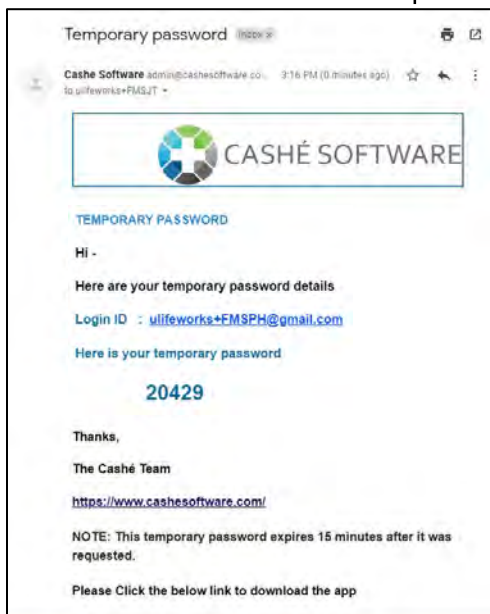 Temporary password Inbox x
Cashe Software admin@cashesoftware.co... 3:16 PM (0 minutes ago)
to ulifeworks+FMSJT
CASHÉ SOFTWARE
TEMPORARY PASSWORD
Hi -
Here are your temporary password details
Login ID : ulifeworks+FMSPH@gmail.com
Here is your temporary password
20429
Thanks,
The Cashé Team
https://www.cashesoftware.com/
NOTE: This temporary password expires 15 minutes after it was
requested.
Please Click the below link to download the app